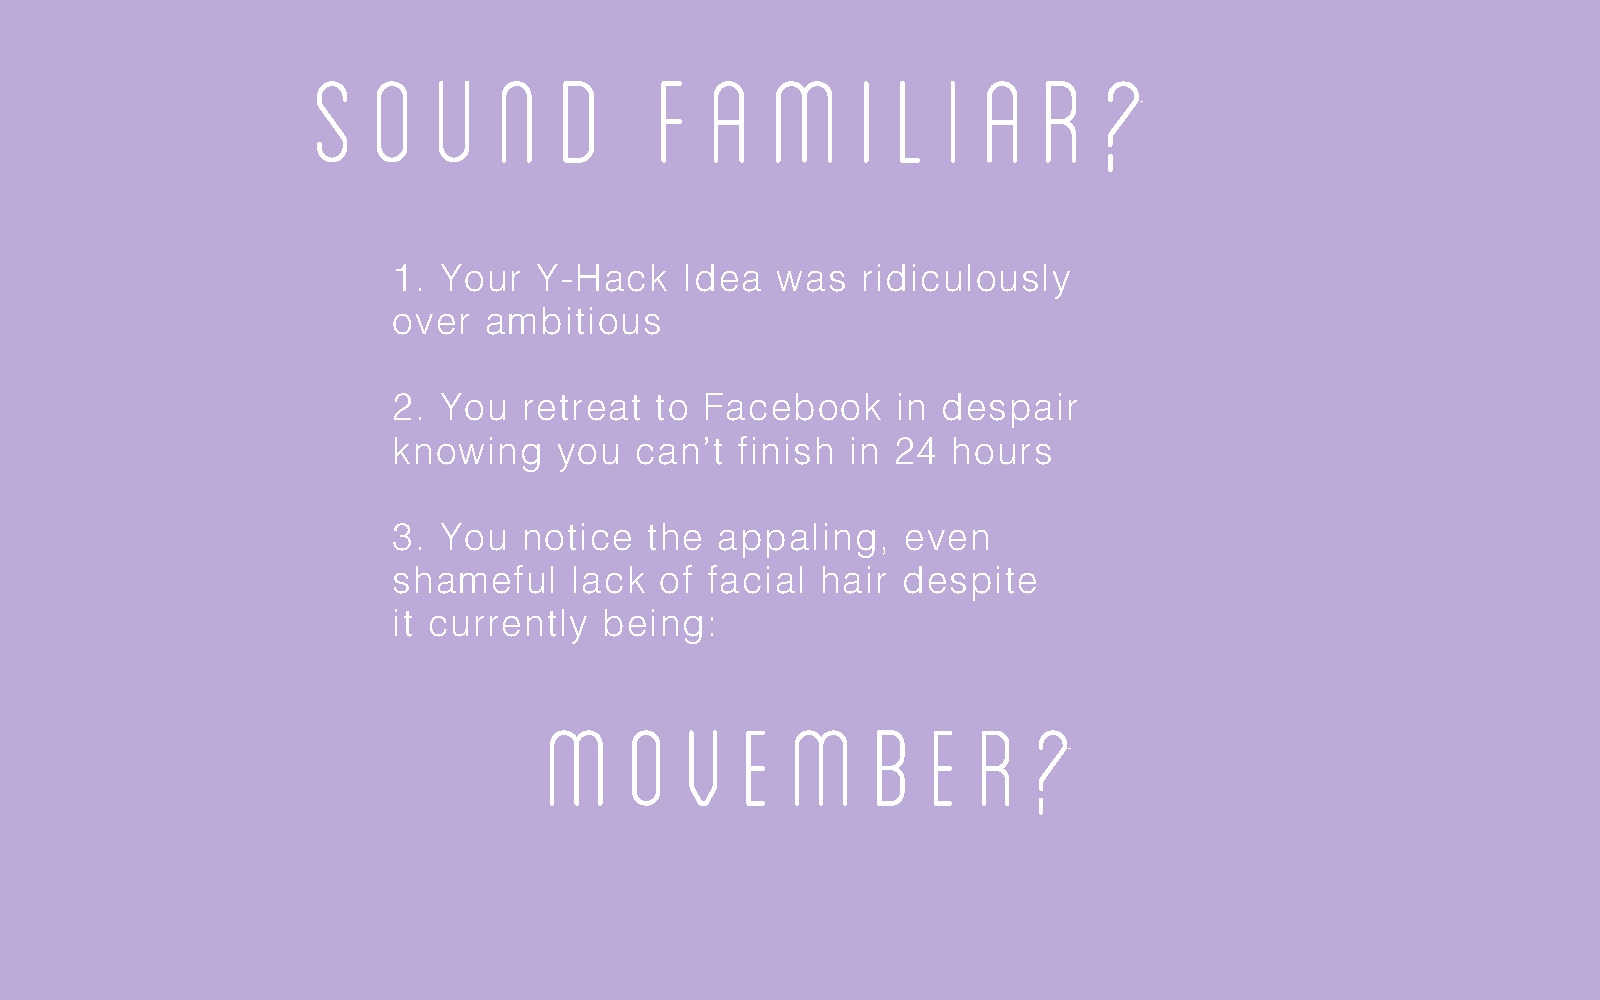 SOUND FAMILIAR?
1. Your Y-Hack Idea was ridiculously
over ambitious
2. You retreat to Facebook in despair
knowing you can’t finish in 24 hours
3. You notice the appaling, even
shameful lack of facial hair despite
it currently being:
MOVEMBER?